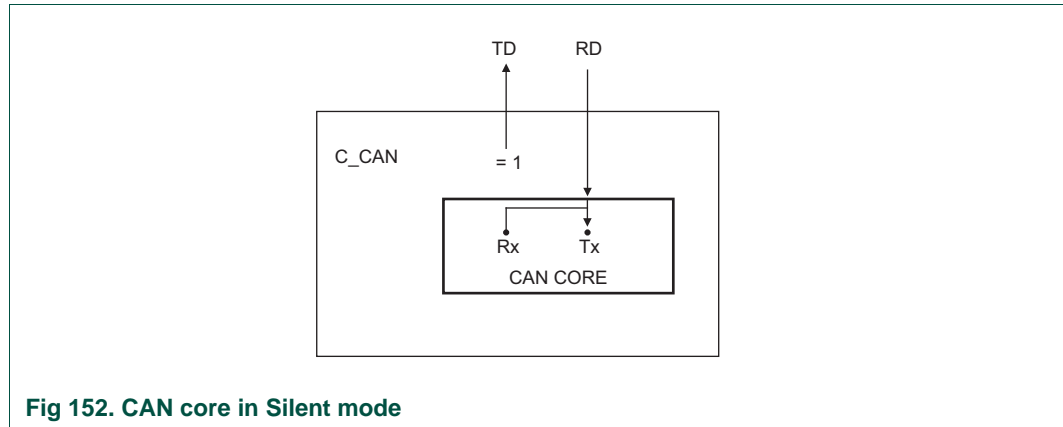 TD RD
C_CAN
= 1
Rx Tx
CAN CORE
Fig 152. CAN core in Silent mode